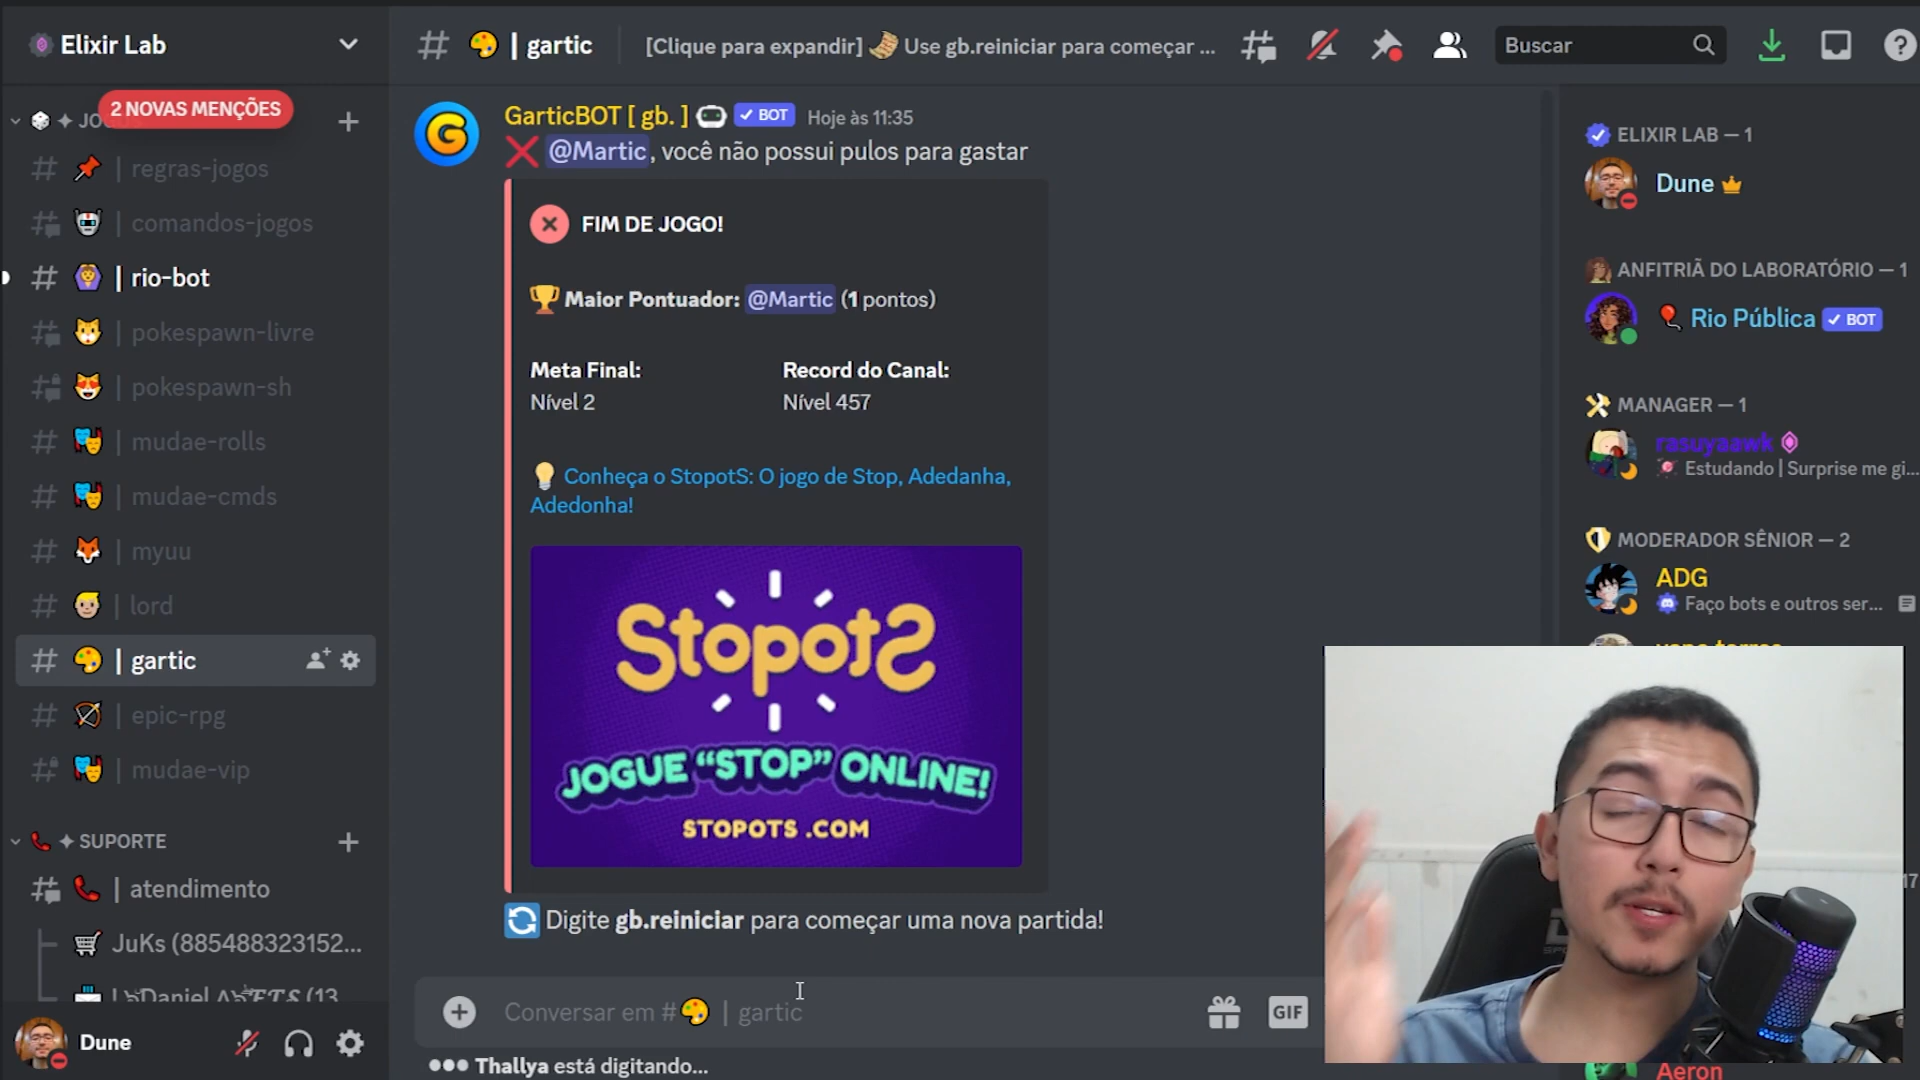 Elixir Lab
2 NOVAS MENÇÕES
regras-jogos
comandos-jogos
rio-bot
pokespawn-livre
pokespawn-sh
mudae-rolls
mudae-cmds
myuu
lord
gartic
epic-rpg
mudae-vip
SUPORTE
atendimento
JuKs (885488323152...
Dune
| gartic
[Clique para expandir] Use gb.reiniciar para começar ...
Buscar
GarticBOT [ gb. ] BOT Hoje às 11:35
@Martic, você não possui pulos para gastar
FIM DE JOGO!
Maior Pontuador: @Martic (1 pontos)
Meta Final: Record do Canal:
Nível 2 Nível 457
Conheça o StopotS: O jogo de Stop, Adedanha,
Adedonha!
StopotS
JOGUE “STOP” ONLINE!
STOPOTS .COM
Digite gb.reiniciar para começar uma nova partida!
Conversar em # | gartic
GIF
Thallya está digitando...
ELIXIR LAB — 1
Dune
ANFITRIÃ DO LABORATÓRIO — 1
Rio Pública BOT
MANAGER — 1
rasuyaawk
Estudando | Surprise me gi...
MODERADOR SÊNIOR — 2
ADG
Faço bots e outros ser...
17
Aeron